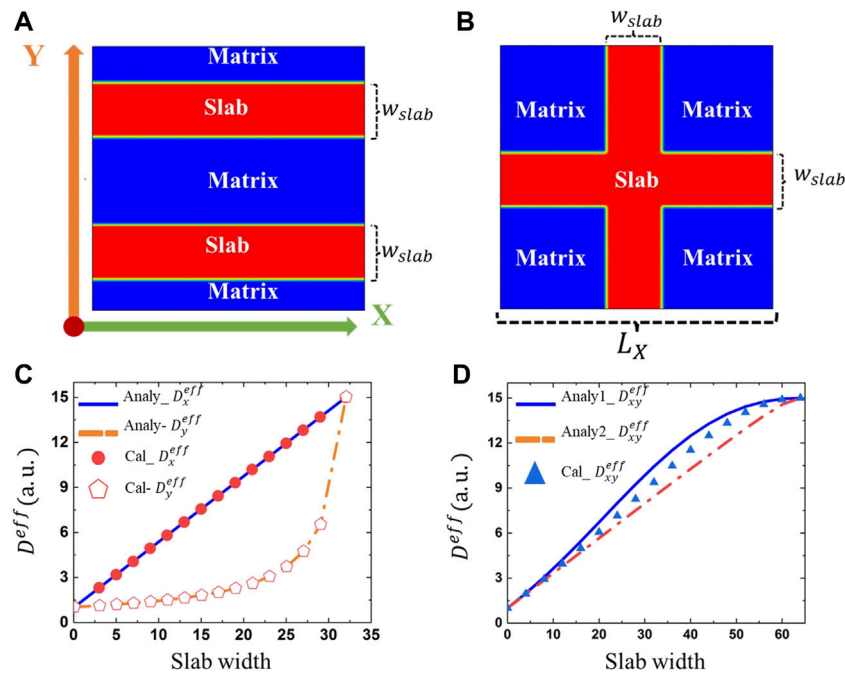 A
Y
Matrix
Slab
w_slab
Matrix
Slab
w_slab
Matrix
X
B
w_slab
Matrix
Matrix
Slab
w_slab
Matrix
Matrix
L_X
C
D^eff (a.u.)
15
12
9
6
3
0
Analy_ D_x^eff
Analy- D_y^eff
Cal_ D_x^eff
Cal- D_y^eff
0 5 10 15 20 25 30 35
Slab width
D
D^eff (a.u.)
15
12
9
6
3
0
Analy1_ D_xy^eff
Analy2_ D_xy^eff
Cal_ D_xy^eff
0 10 20 30 40 50 60
Slab width